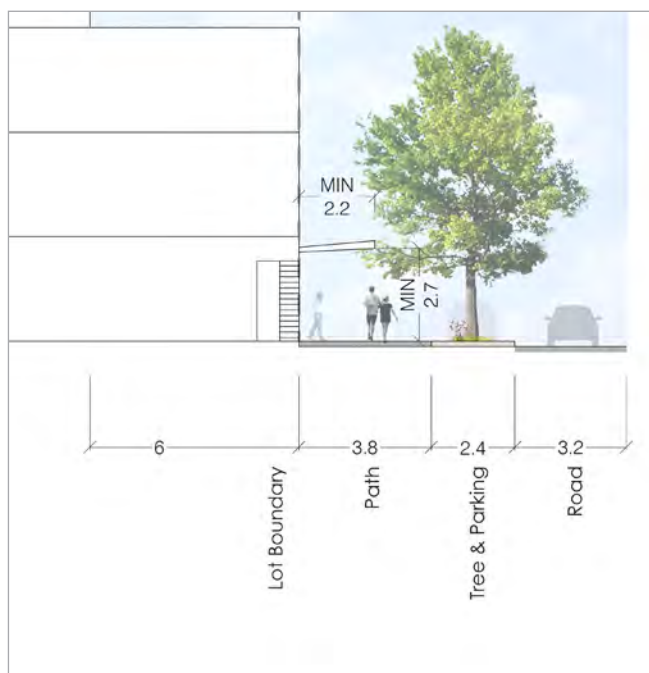 MIN
2.2
MIN
2.7
6
3.8
2.4
3.2
Lot Boundary
Path
Tree & Parking
Road